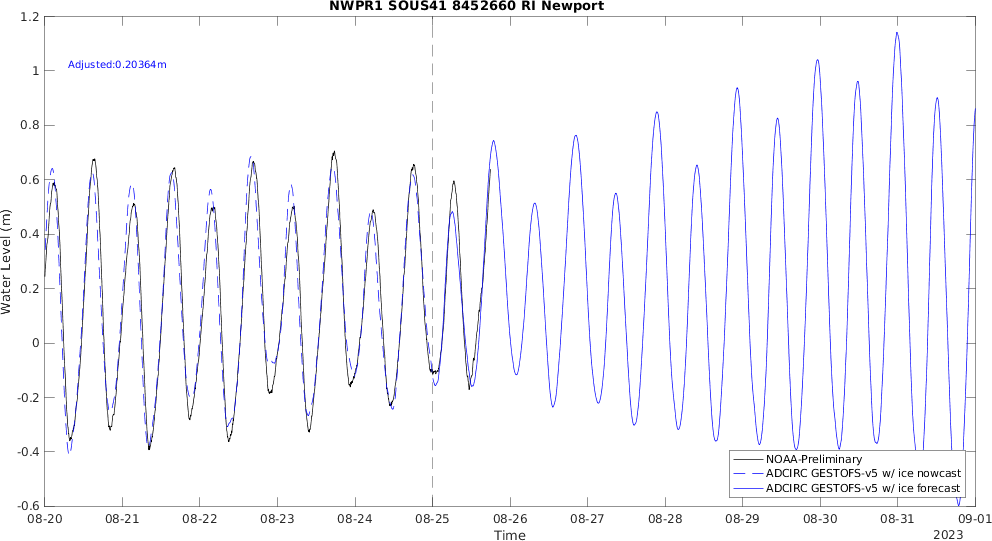 NWPR1 SOUS41 8452660 RI Newport
Adjusted:0.20364m
Water Level (m)
1.2
1
0.8
0.6
0.4
0.2
0
-0.2
-0.4
-0.6
NOAA-Preliminary
ADCIRC GESTOFS-v5 w/ ice nowcast
ADCIRC GESTOFS-v5 w/ ice forecast
08-20 08-21 08-22 08-23 08-24 08-25 08-26 08-27 08-28 08-29 08-30 08-31 09-01
Time
2023